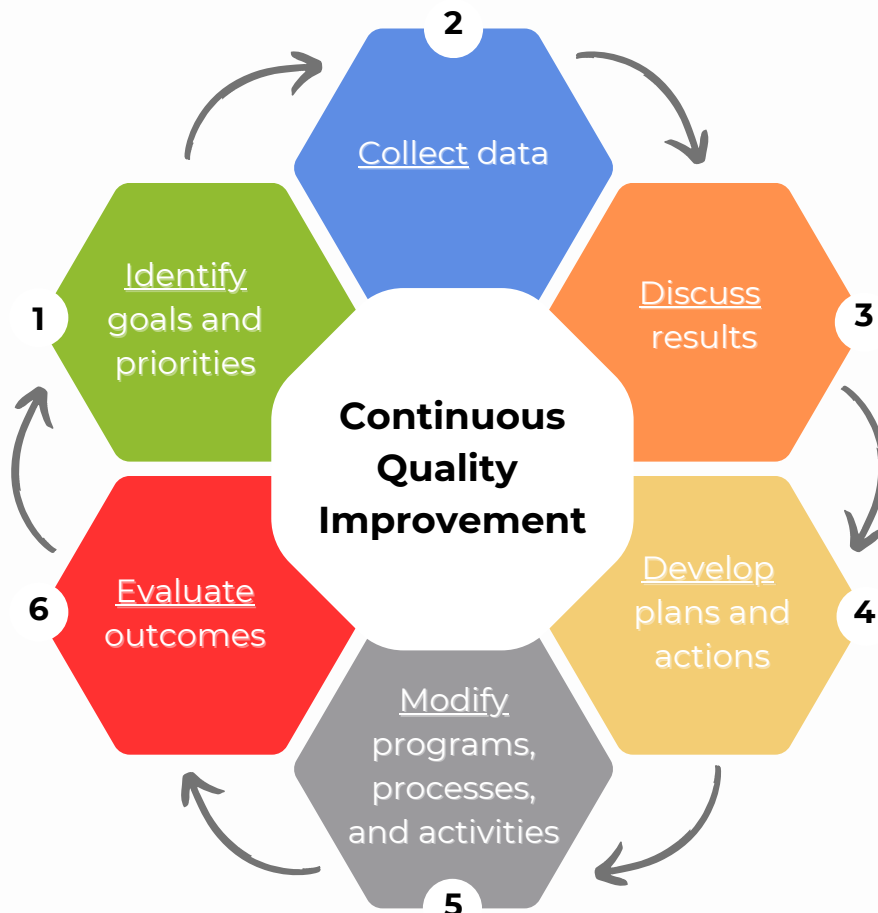 Continuous
Quality
Improvement
1
Identify
goals and
priorities
2
Collect data
3
Discuss
results
4
Develop
plans and
actions
5
Modify
programs,
processes,
and activities
6
Evaluate
outcomes